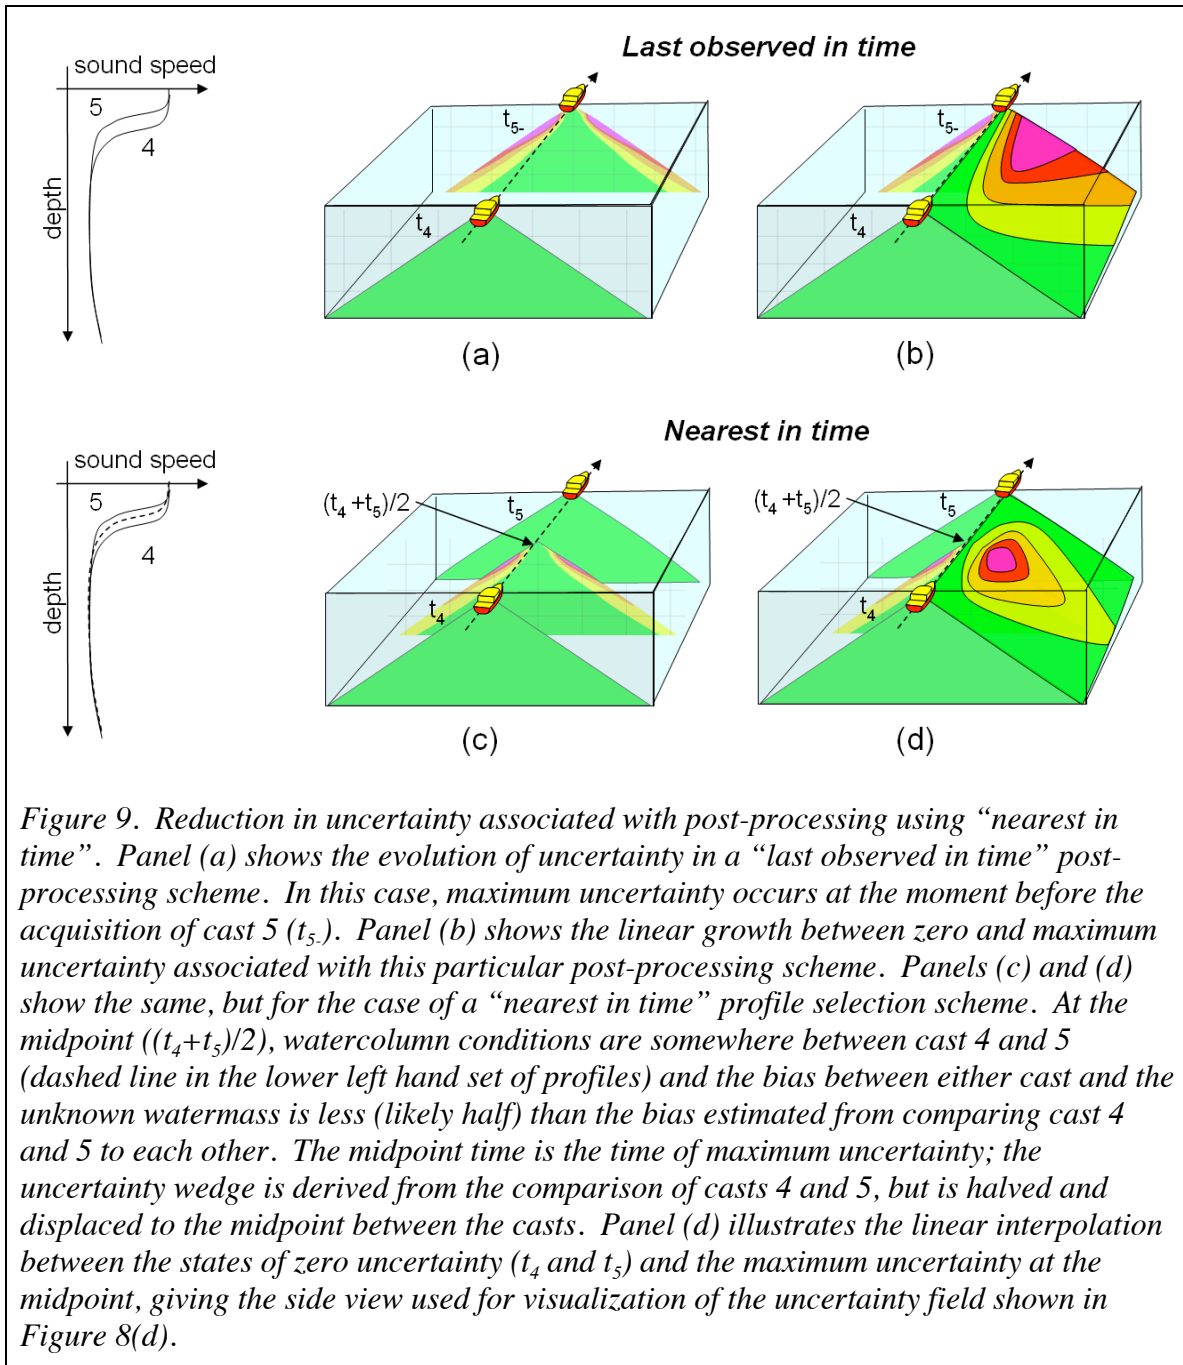 Last observed in time
sound speed
5
4
depth
t5-
t4
(a)
t5-
t4
(b)
Nearest in time
sound speed
5
4
depth
(t4 +t5)/2
t5
t4
(c)
(t4 +t5)/2
t5
t4
(d)
Figure 9. Reduction in uncertainty associated with post-processing using “nearest in
time”. Panel (a) shows the evolution of uncertainty in a “last observed in time” post-
processing scheme. In this case, maximum uncertainty occurs at the moment before the
acquisition of cast 5 (t5-). Panel (b) shows the linear growth between zero and maximum
uncertainty associated with this particular post-processing scheme. Panels (c) and (d)
show the same, but for the case of a “nearest in time” profile selection scheme. At the
midpoint ((t4+t5)/2), watercolumn conditions are somewhere between cast 4 and 5
(dashed line in the lower left hand set of profiles) and the bias between either cast and the
unknown watermass is less (likely half) than the bias estimated from comparing cast 4
and 5 to each other. The midpoint time is the time of maximum uncertainty; the
uncertainty wedge is derived from the comparison of casts 4 and 5, but is halved and
displaced to the midpoint between the casts. Panel (d) illustrates the linear interpolation
between the states of zero uncertainty (t4 and t5) and the maximum uncertainty at the
midpoint, giving the side view used for visualization of the uncertainty field shown in
Figure 8(d).